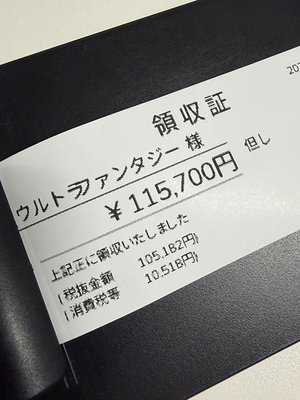 領収証
ウルトラファンタジー 様
¥ 115,700円 但し
上記正に領収いたしました
(税抜金額 105,182円)
(消費税等 10,518円)